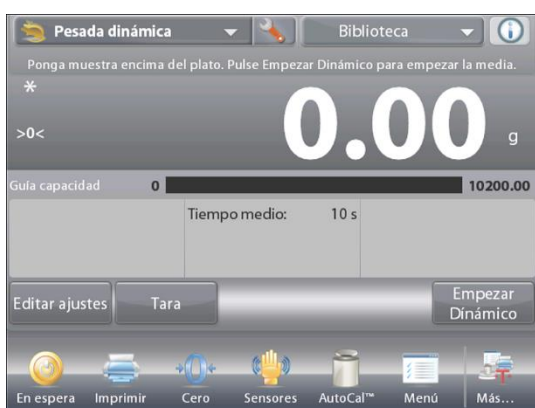 Pesada dinámica
Biblioteca
Ponga muestra encima del plato. Pulse Empezar Dinámico para empezar la media.
*
>0<
0.00 g
Guía capacidad 0 10200.00
Tiempo medio: 10 s
Editar ajustes
Tara
Empezar
Dínámico
En espera
Imprimir
Cero
Sensores
AutoCal™
Menú
Más...